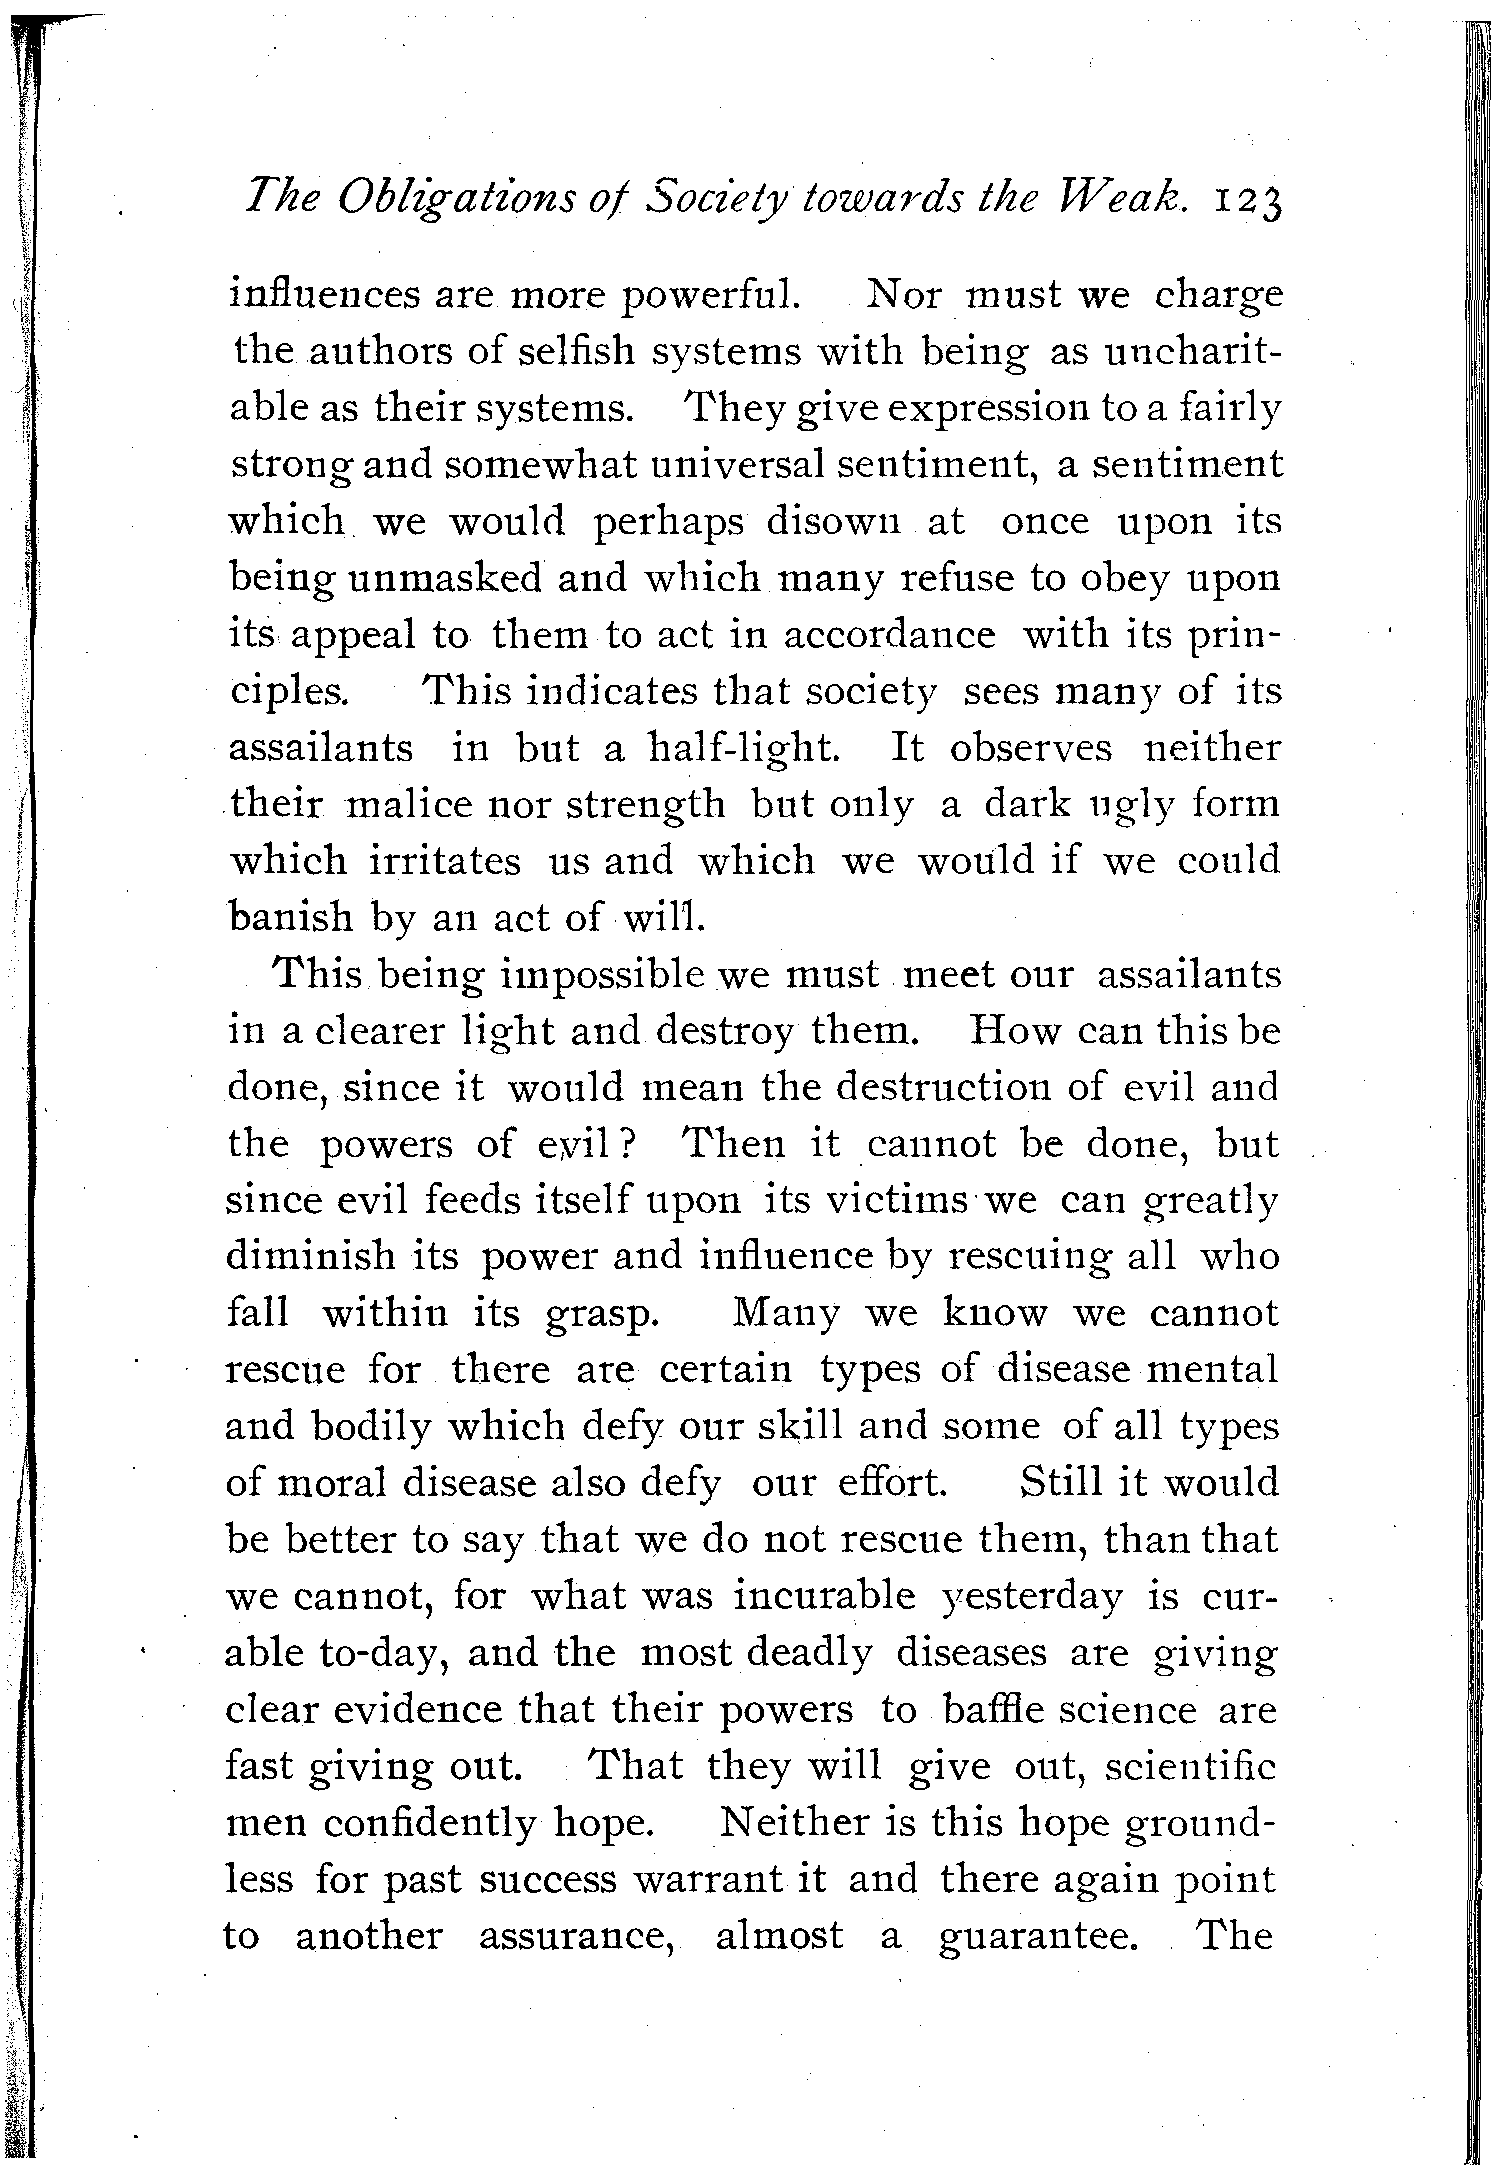 The Obligations of Society towards the Weak. 123
influences are more powerful. Nor must we charge
the authors of selfish systems with being as uncharit-
able as their systems. They give expression to a fairly
strong and somewhat universal sentiment, a sentiment
which we would perhaps disown at once upon its
being unmasked and which many refuse to obey upon
its appeal to them to act in accordance with its prin-
ciples. This indicates that society sees many of its
assailants in but a half-light. It observes neither
their malice nor strength but only a dark ugly form
which irritates us and which we would if we could
banish by an act of will.
This being impossible we must meet our assailants
in a clearer light and destroy them. How can this be
done, since it would mean the destruction of evil and
the powers of evil? Then it cannot be done, but
since evil feeds itself upon its victims we can greatly
diminish its power and influence by rescuing all who
fall within its grasp. Many we know we cannot
rescue for there are certain types of disease mental
and bodily which defy our skill and some of all types
of moral disease also defy our effort. Still it would
be better to say that we do not rescue them, than that
we cannot, for what was incurable yesterday is cur-
able to-day, and the most deadly diseases are giving
clear evidence that their powers to baffle science are
fast giving out. That they will give out, scientific
men confidently hope. Neither is this hope ground-
less for past success warrant it and there again point
to another assurance, almost a guarantee. The